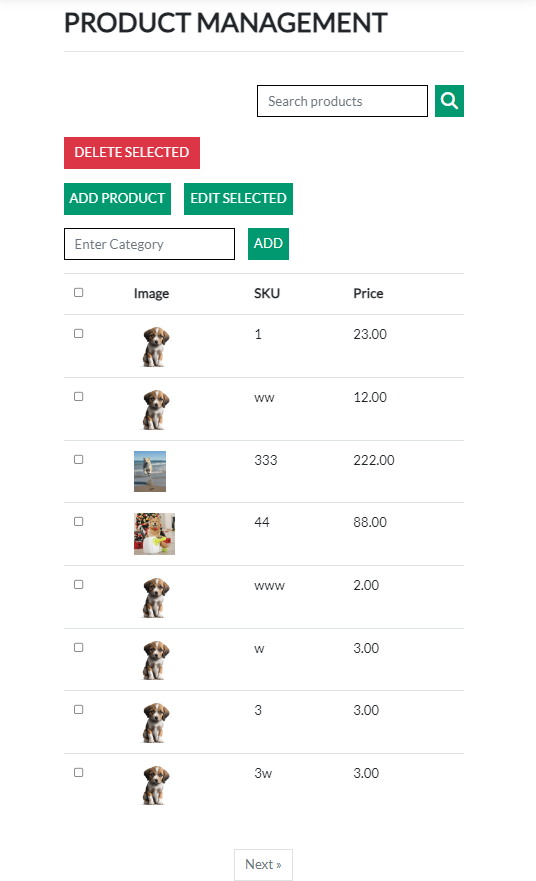 PRODUCT MANAGEMENT
Search products
DELETE SELECTED
ADD PRODUCT EDIT SELECTED
Enter Category ADD
Image SKU Price
1 23.00
ww 12.00
333 222.00
44 88.00
www 2.00
w 3.00
3 3.00
3w 3.00
Next »